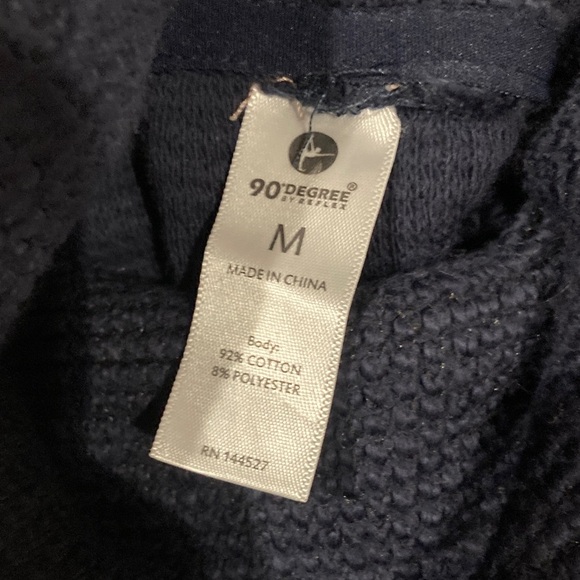 90°DEGREE®
BY REFLEX
M
MADE IN CHINA
Body:
92% COTTON
8% POLYESTER
RN 144527